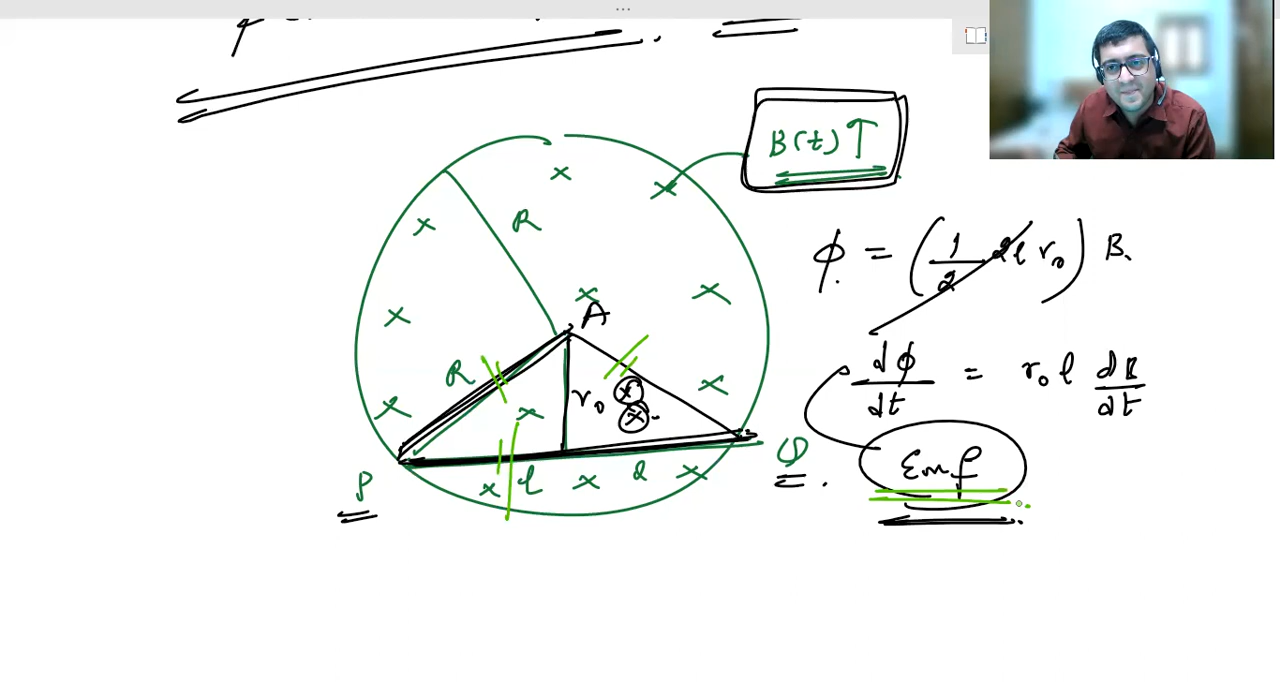 B(t) ↑
R
ϕ = (1/2 2l r₀) B.
A
R
r₀
dϕ/dt = r₀ l dB/dt
P
l
Q
Emf
x x x x x x x x x x x x x x x